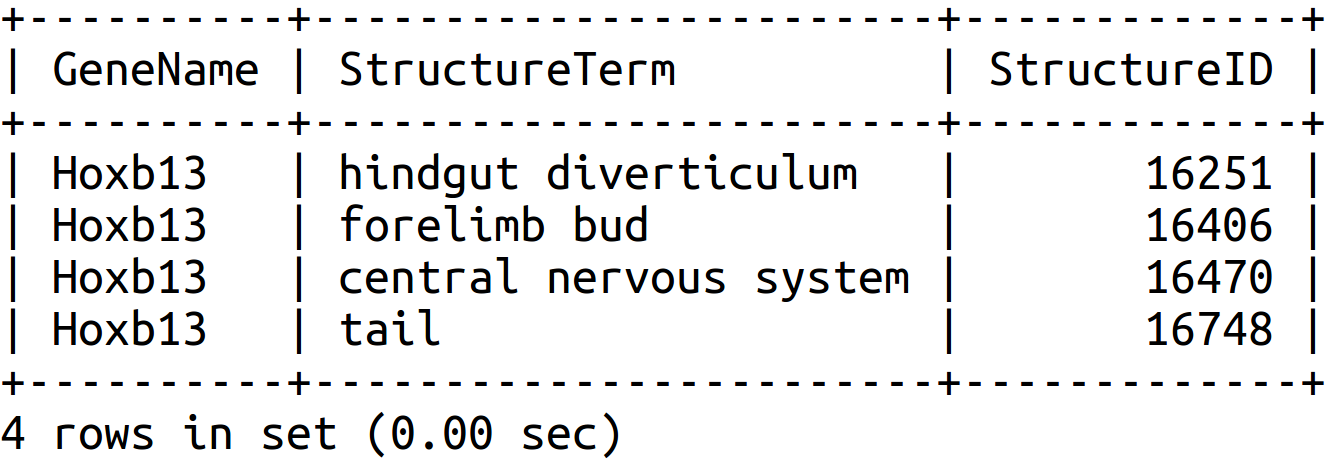 +----------+------------------------+-------------+
| GeneName | StructureTerm          | StructureID |
+----------+------------------------+-------------+
| Hoxb13   | hindgut diverticulum   |       16251 |
| Hoxb13   | forelimb bud           |       16406 |
| Hoxb13   | central nervous system |       16470 |
| Hoxb13   | tail                   |       16748 |
+----------+------------------------+-------------+
4 rows in set (0.00 sec)